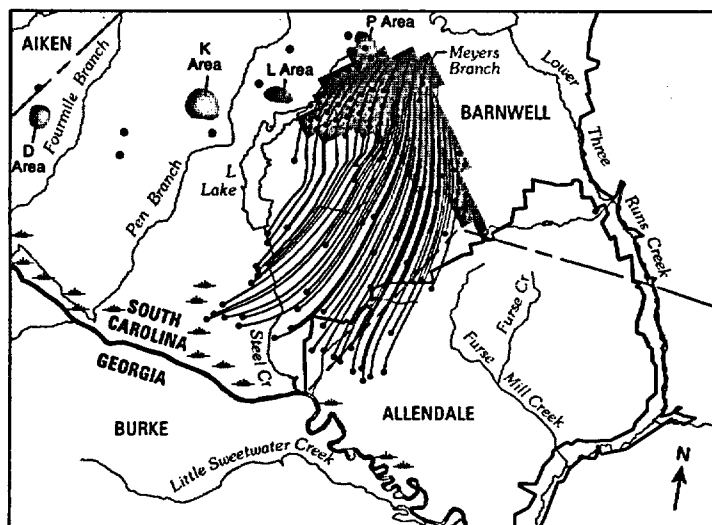 P Area
AIKEN
K
Area
L Area
Meyers
Branch
Lower
BARNWELL
Fourmile Branch
D
Area
Three
L
Lake
Pen Branch
Runs Creek
SOUTH
CAROLINA
GEORGIA
Steel Cr
Furse Cr
Furse
Mill Creek
BURKE
ALLENDALE
Little Sweetwater Creek
N